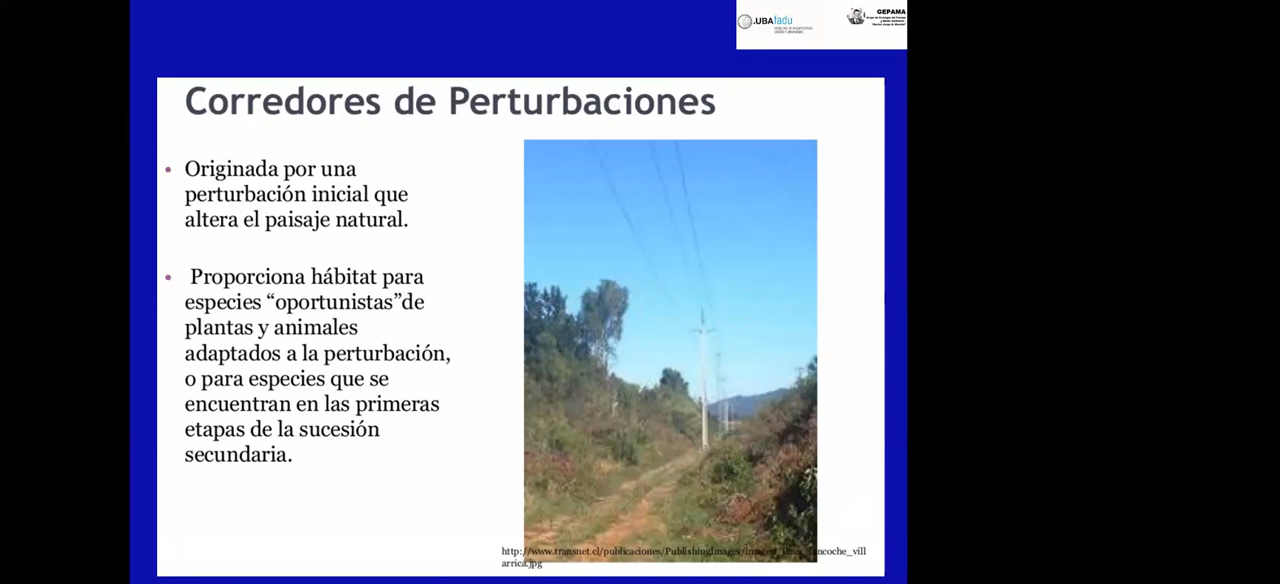 .UBAfadu
GEPAMA
Corredores de Perturbaciones
• Originada por una
perturbación inicial que
altera el paisaje natural.
• Proporciona hábitat para
especies “oportunistas”de
plantas y animales
adaptados a la perturbación,
o para especies que se
encuentran en las primeras
etapas de la sucesión
secundaria.
http://www.transnet.cl/publicaciones/PublishingImages/
arrica.jpg